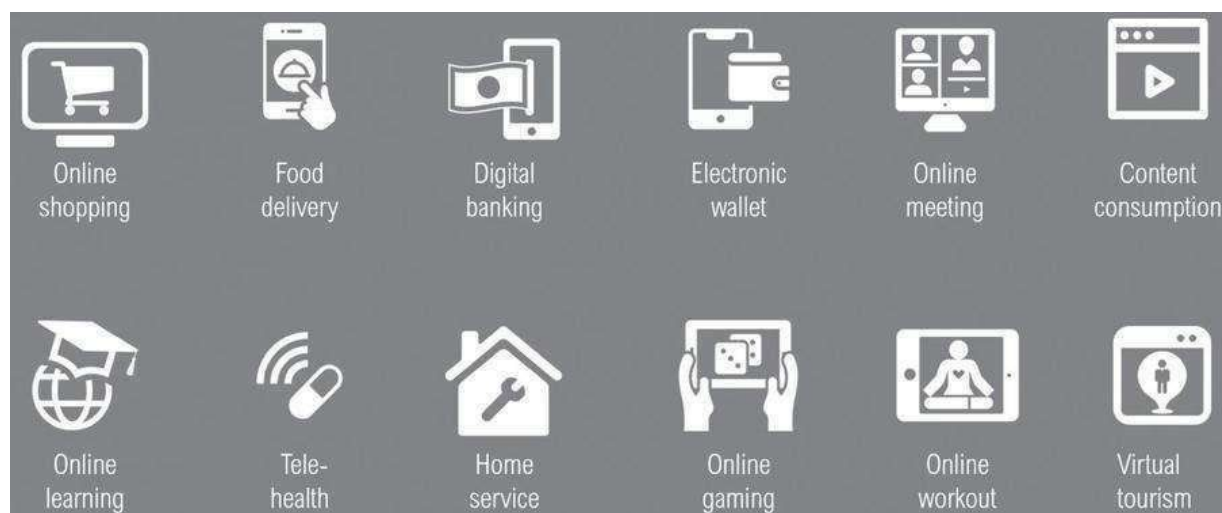 Online
shopping
Food
delivery
Digital
banking
Electronic
wallet
Online
meeting
Content
consumption
Online
learning
Tele-
health
Home
service
Online
gaming
Online
workout
Virtual
tourism